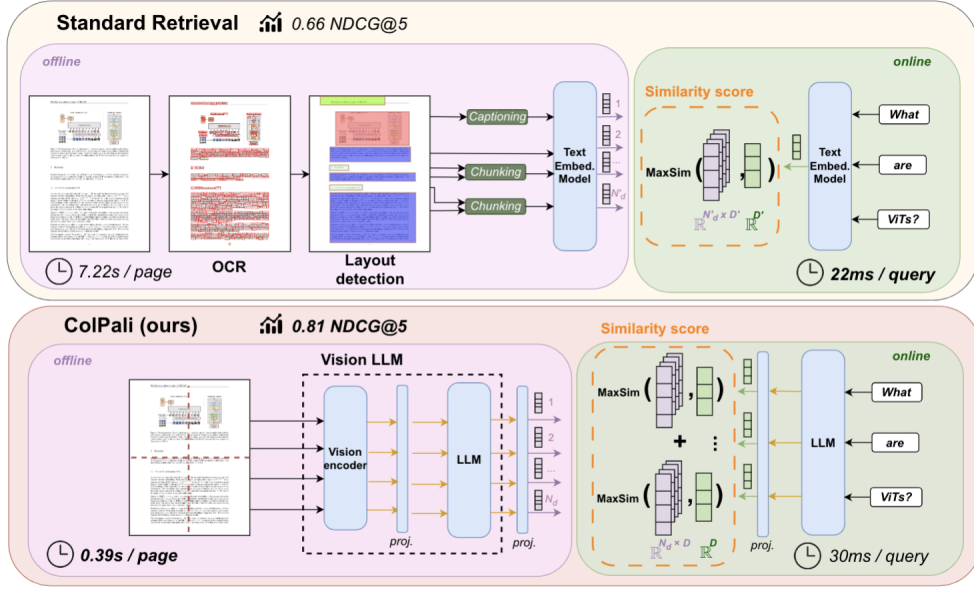 Standard Retrieval 0.66 NDCG@5
offline
online
OCR
Layout
detection
Captioning
Chunking
Chunking
Text
Embed.
Model
1
2
...
N'd
7.22s / page
Similarity score
MaxSim ( , )
ℝ^N'd x D' ℝ^D'
Text
Embed.
Model
What
are
ViTs?
22ms / query
ColPali (ours) 0.81 NDCG@5
offline
Vision LLM
Vision
encoder
proj.
LLM
proj.
1
2
...
Nd
0.39s / page
Similarity score
online
MaxSim ( , )
+ ⋮
MaxSim ( , )
ℝ^Nd x D ℝ^D
proj.
LLM
What
are
ViTs?
30ms / query